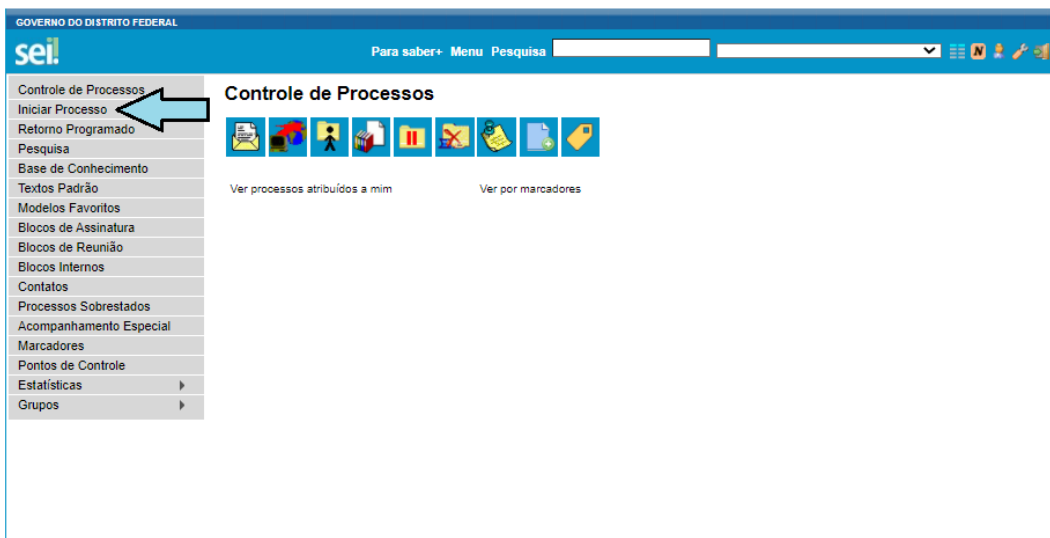 GOVERNO DO DISTRITO FEDERAL
sei!
Para saber+ Menu Pesquisa
N
Controle de Processos
Iniciar Processo
Retorno Programado
Pesquisa
Base de Conhecimento
Textos Padrão
Modelos Favoritos
Blocos de Assinatura
Blocos de Reunião
Blocos Internos
Contatos
Processos Sobrestados
Acompanhamento Especial
Marcadores
Pontos de Controle
Estatísticas
Grupos
Controle de Processos
Ver processos atribuídos a mim
Ver por marcadores